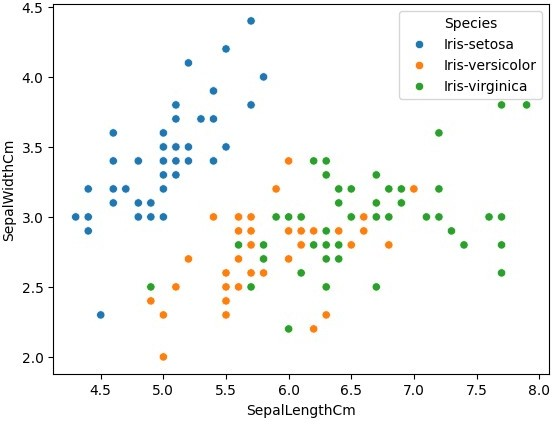 Species
Iris-setosa
Iris-versicolor
Iris-virginica
SepalWidthCm
4.5
4.0
3.5
3.0
2.5
2.0
4.5 5.0 5.5 6.0 6.5 7.0 7.5 8.0
SepalLengthCm